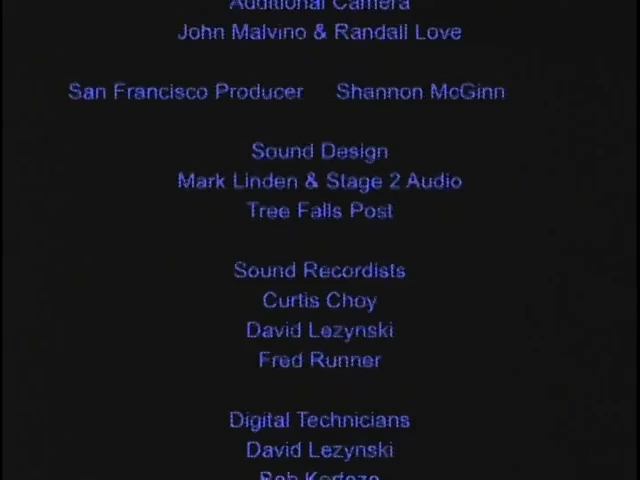 Additional Camera
John Malvino & Randall Love
San Francisco Producer Shannon McGinn
Sound Design
Mark Linden & Stage 2 Audio
Tree Falls Post
Sound Recordists
Curtis Choy
David Lezynski
Fred Runner
Digital Technicians
David Lezynski
Bob